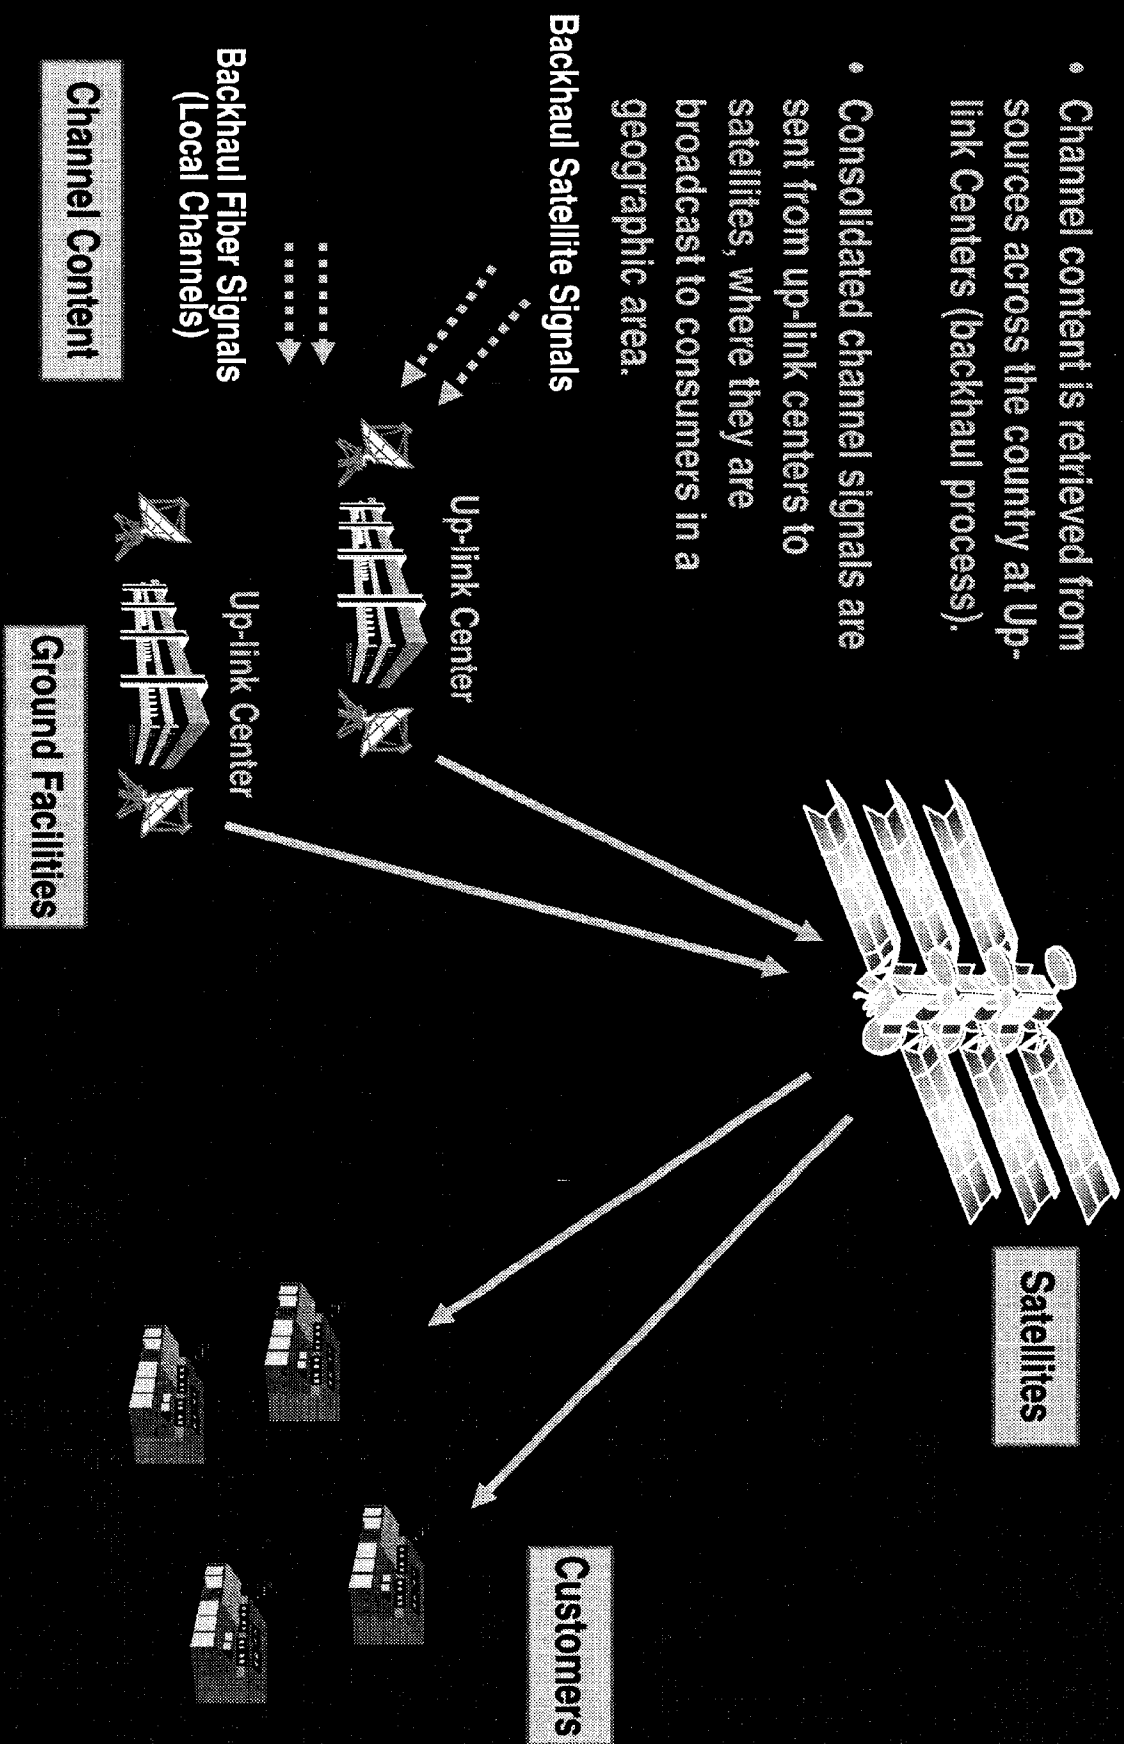 • Channel content is retrieved from
sources across the country at Up-
link Centers (backhaul process).
• Consolidated channel signals are
sent from up-link centers to
satellites, where they are
broadcast to consumers in a
geographic area.
Satellites
Backhaul Satellite Signals
Customers
Up-link Center
Up-link Center
Backhaul Fiber Signals
(Local Channels)
Channel Content
Ground Facilities